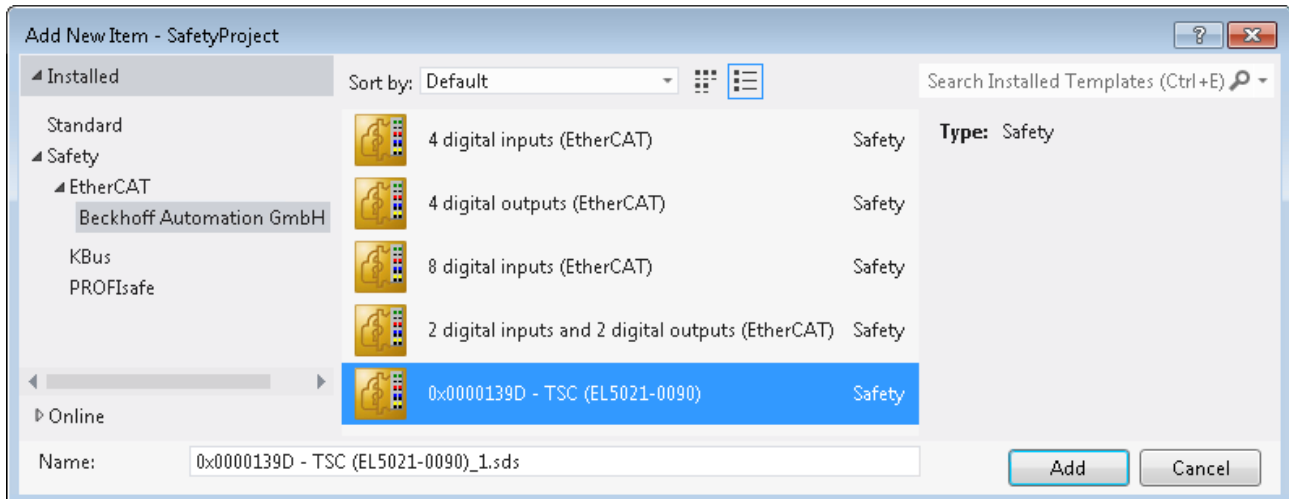 Add New Item - SafetyProject
?
Installed
Sort by: Default
Search Installed Templates (Ctrl+E)
Standard
Safety
EtherCAT
Beckhoff Automation GmbH
KBus
PROFIsafe
4 digital inputs (EtherCAT) Safety
4 digital outputs (EtherCAT) Safety
8 digital inputs (EtherCAT) Safety
2 digital inputs and 2 digital outputs (EtherCAT) Safety
0x0000139D - TSC (EL5021-0090) Safety
Type: Safety
Online
Name: 0x0000139D - TSC (EL5021-0090)_1.sds
Add Cancel